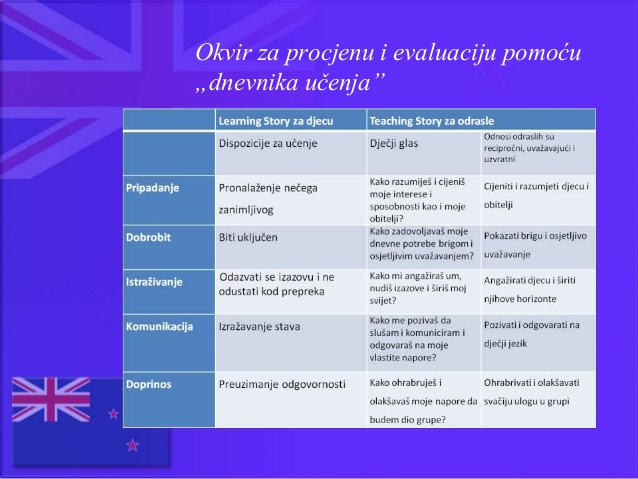 Okvir za procjenu i evaluaciju pomoću
,,dnevnika učenja”
Learning Story za djecu
Teaching Story za odrasle
Dispozicije za učenje
Dječji glas
Odnosi odraslih su
reciproćni, uvažavajući i
uzvratni
Pripadanje
Pronalaženje nečega
zanimljivog
Kako razumiješ i cijeniš
moje interese i
sposobnosti kao i moje
obitelji?
Cijeniti i razumjeti djecu i
obitelji
Dobrobit
Biti uključen
Kako zadovoljavaš moje
dnevne potrebe brigom i
osjetljivim uvažavanjem?
Pokazati brigu i osjetljivo
uvažavanje
Istraživanje
Odazvati se izazovu i ne
odustati kod prepreka
Kako mi angažiraš um,
nudiš izazove i širiš moj
svijet?
Angažirati djecu i širiti
njihove horizonte
Komunikacija
Izražavanje stava
Kako me pozivaš da
slušam i komuniciram i
odgovaraš na moje
vlastite napore?
Pozivati i odgovarati na
dječji jezik
Doprinos
Preuzimanje odgovornosti
Kako ohrabruješ i
olakšavaš moje napore da
budem dio grupe?
Ohrabrivati i olakšavati
svačiju ulogu u grupi